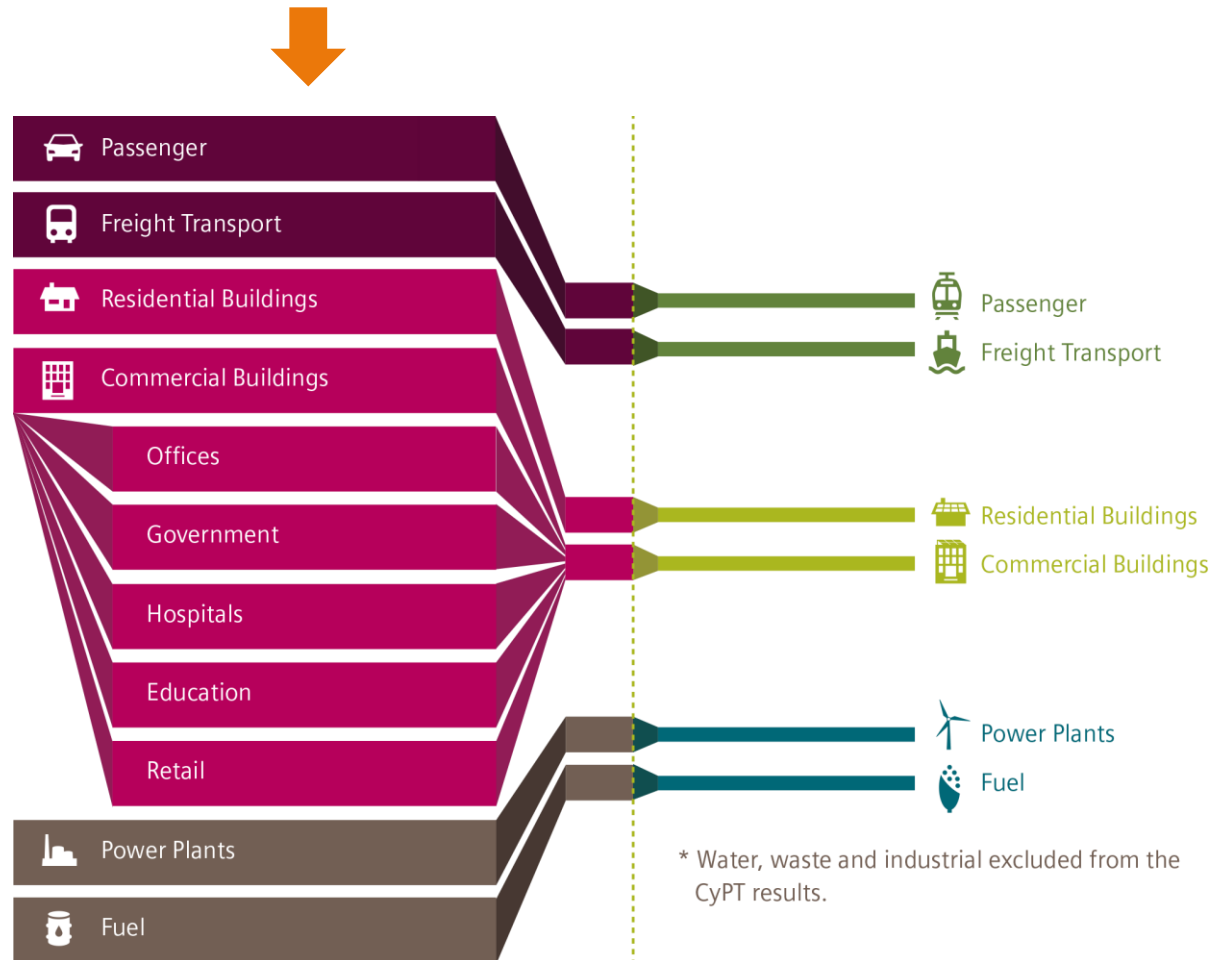 Passenger
Freight Transport
Residential Buildings
Commercial Buildings
Offices
Government
Hospitals
Education
Retail
Power Plants
Fuel
Passenger
Freight Transport
Residential Buildings
Commercial Buildings
Power Plants
Fuel
* Water, waste and industrial excluded from the
CyPT results.